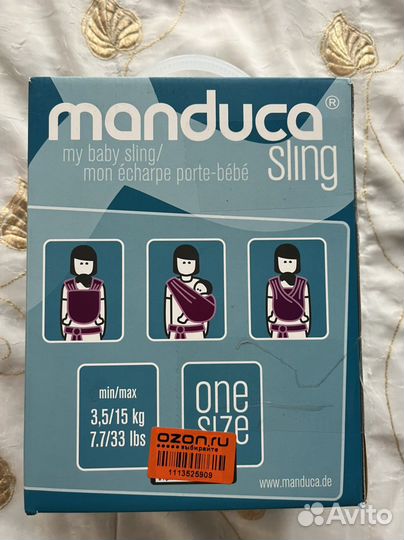 manduca®
my baby sling/
mon écharpe porte-bébé
sling
min/max
3,5/15 kg
7.7/33 lbs
one
size
ozon.ru
выбирайте
1113525909
www.manduca.de
Avito